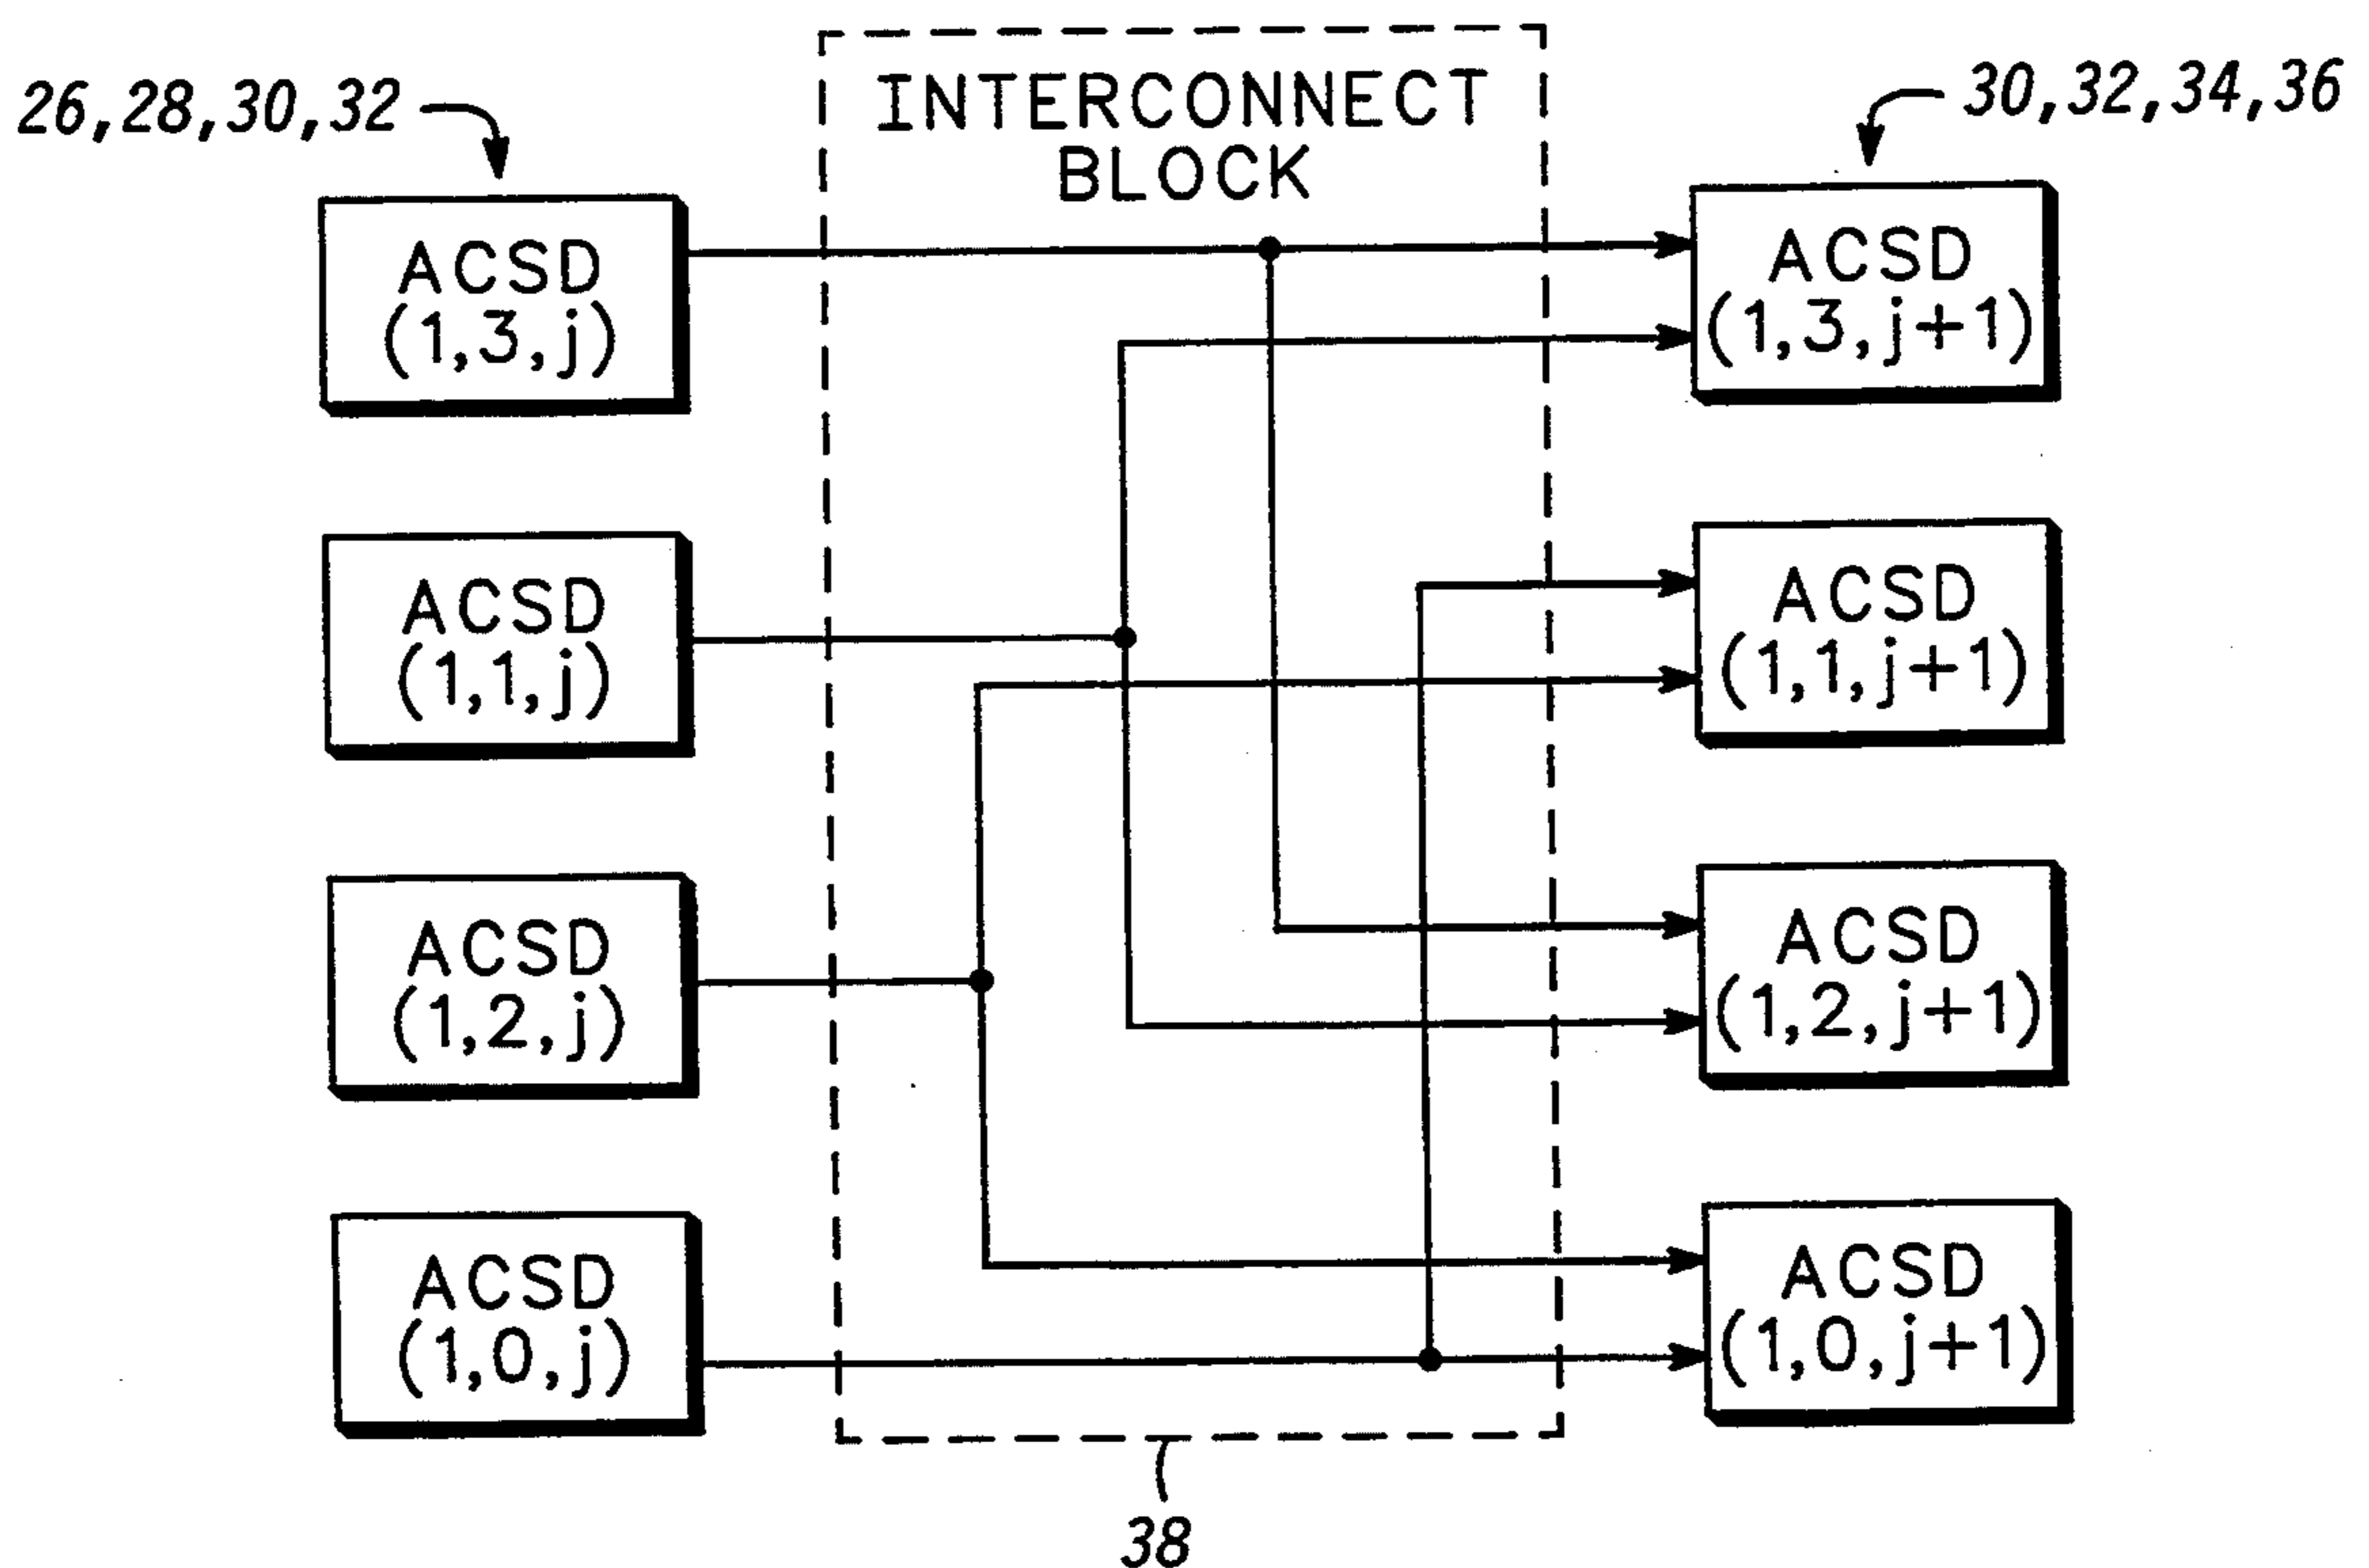 26,28,30,32
INTERCONNECT
BLOCK
30,32,34,36
ACSD
(1,3,j)
ACSD
(1,3,j+1)
ACSD
(1,1,j)
ACSD
(1,1,j+1)
ACSD
(1,2,j)
ACSD
(1,2,j+1)
ACSD
(1,0,j)
ACSD
(1,0,j+1)
38